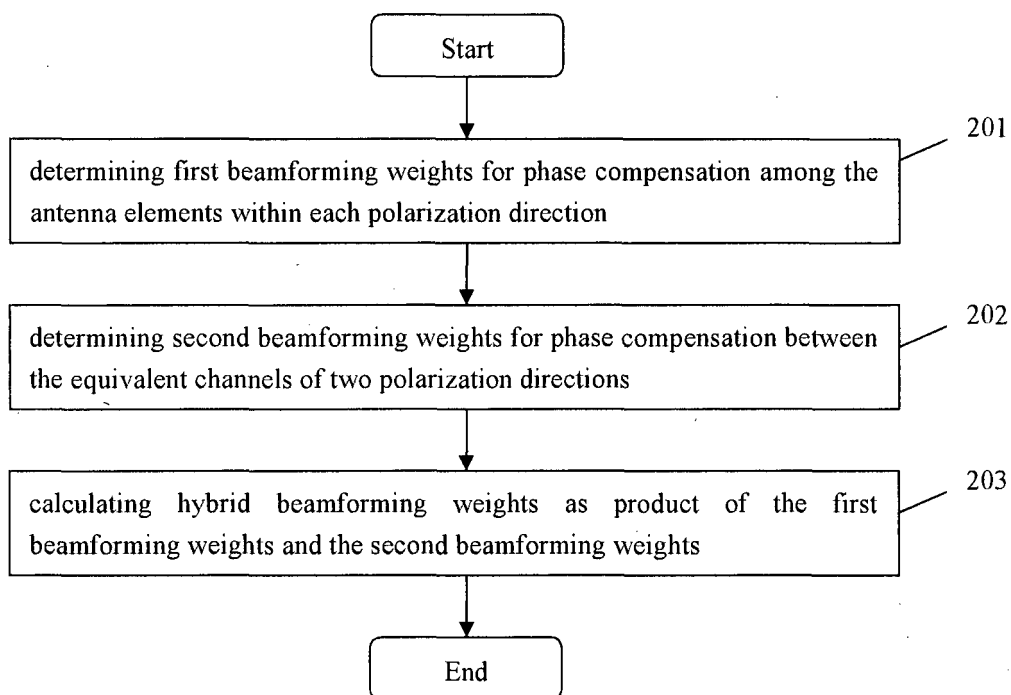 Start
201
determining first beamforming weights for phase compensation among the
antenna elements within each polarization direction
202
determining second beamforming weights for phase compensation between
the equivalent channels of two polarization directions
203
calculating hybrid beamforming weights as product of the first
beamforming weights and the second beamforming weights
End